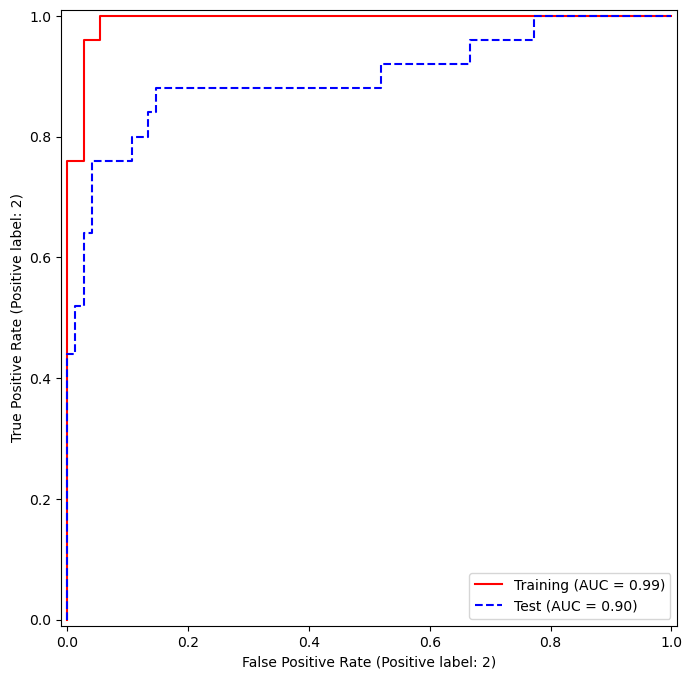 1.0
0.8
0.6
0.4
0.2
0.0
True Positive Rate (Positive label: 2)
Training (AUC = 0.99)
Test (AUC = 0.90)
0.0 0.2 0.4 0.6 0.8 1.0
False Positive Rate (Positive label: 2)